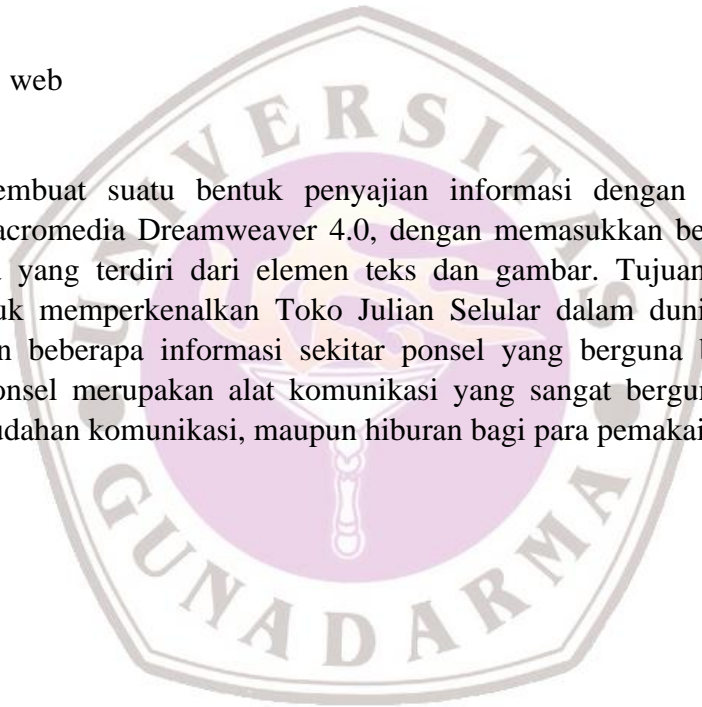 web
embuat suatu bentuk penyajian informasi dengan
acromedia Dreamweaver 4.0, dengan memasukkan be
yang terdiri dari elemen teks dan gambar. Tujuan
uk memperkenalkan Toko Julian Selular dalam duni
n beberapa informasi sekitar ponsel yang berguna b
onsel merupakan alat komunikasi yang sangat bergun
udahan komunikasi, maupun hiburan bagi para pemakai
UNIVERSITAS
GUNADARMA